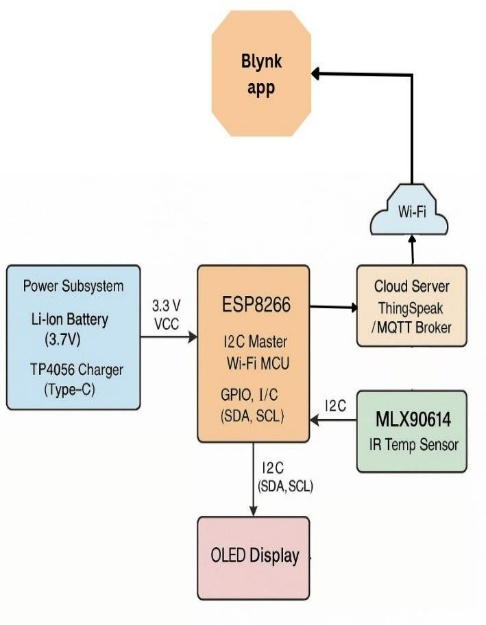 Blynk
app
Wi-Fi
Power Subsystem
Li-Ion Battery
(3.7V)
TP4056 Charger
(Type-C)
3.3 V
VCC
ESP8266
I2C Master
Wi-Fi MCU
GPIO, I/C
(SDA, SCL)
Cloud Server
ThingSpeak
/MQTT Broker
I2C
MLX90614
IR Temp Sensor
I2C
(SDA,SCL)
OLED Display